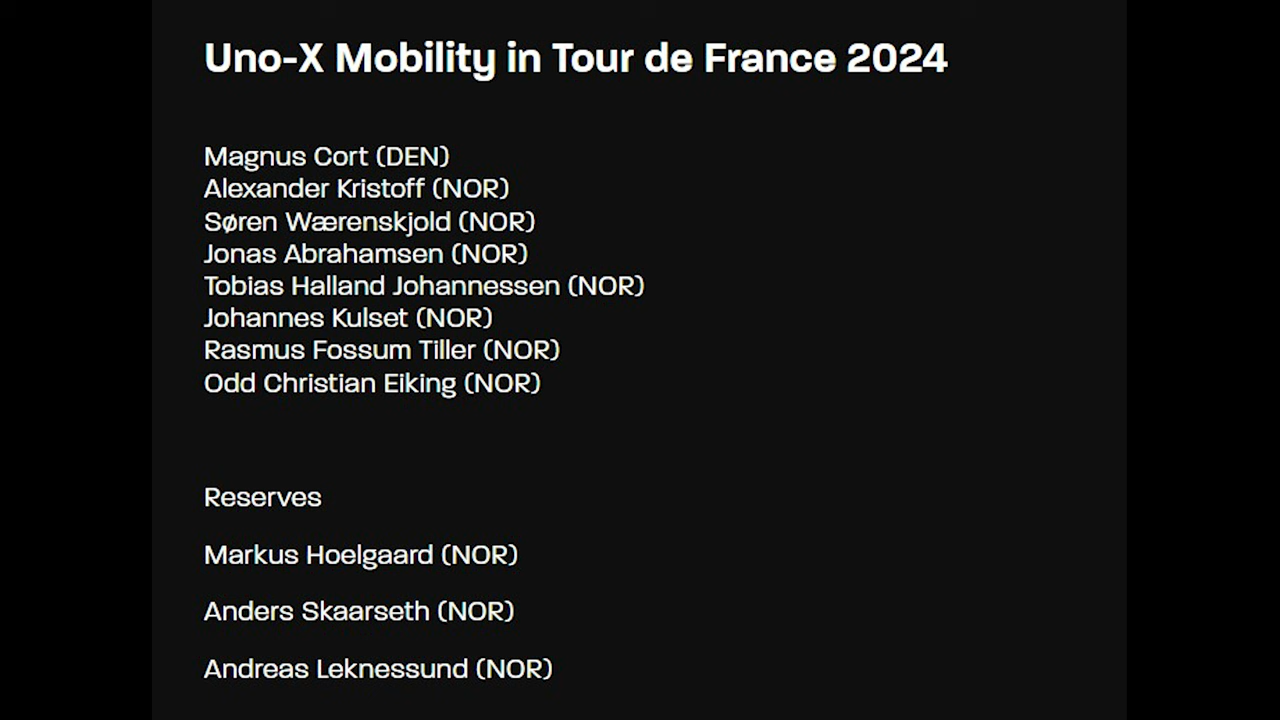 Uno-X Mobility in Tour de France 2024
Magnus Cort (DEN)
Alexander Kristoff (NOR)
Søren Wærenskjold (NOR)
Jonas Abrahamsen (NOR)
Tobias Halland Johannessen (NOR)
Johannes Kulset (NOR)
Rasmus Fossum Tiller (NOR)
Odd Christian Eiking (NOR)
Reserves
Markus Hoelgaard (NOR)
Anders Skaarseth (NOR)
Andreas Leknessund (NOR)